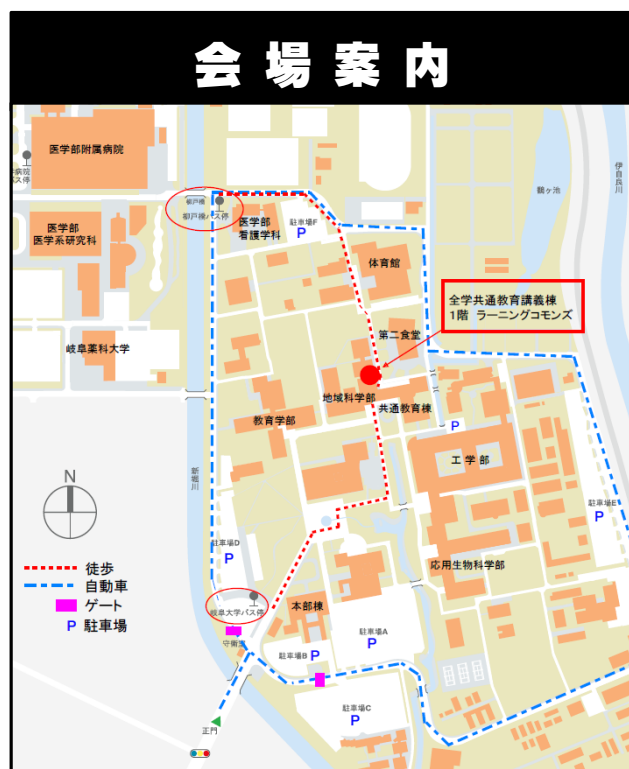 会場案内
医学部附属病院
バス停
伊自良川
鶴ヶ池
柳戸橋
柳戸橋バス停
医学部
看護学科
駐車場F
P
医学部
医学系研究科
体育館
全学共通教育講義棟
1階 ラーニングコモンズ
岐阜薬科大学
第二食堂
地域科学部
共通教育棟
教育学部
P
工学部
新堀川
N
駐車場E
P
駐車場D
P
応用生物科学部
徒歩
自動車
ゲート
P 駐車場
岐阜大学バス停
本部棟
守衛室
駐車場A
P
駐車場B P
駐車場C
P
正門